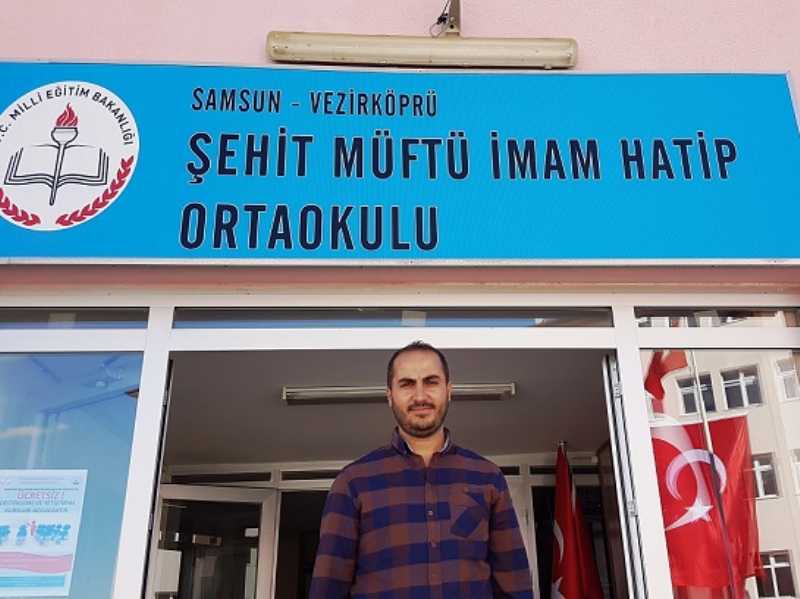 T.C. MİLLİ EĞİTİM BAKANLIĞI
SAMSUN - VEZİRKÖPRÜ
ŞEHİT MÜFTÜ İMAM HATİP
ORTAOKULU
ÜCRETSİZ!